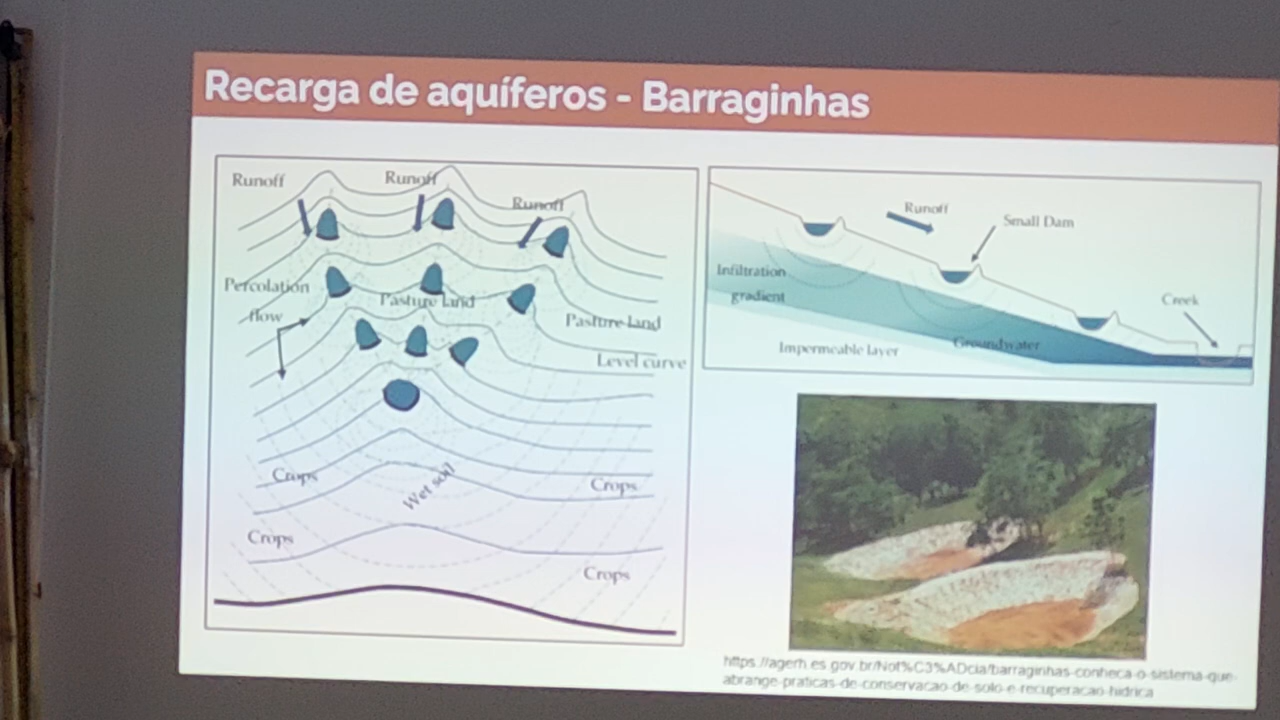 Recarga de aquíferos - Barraginhas
Runoff
Runoff
Runoff
Percolation
flow
Pasture land
Pasture land
Level curve
Crops
Wet soil
Crops
Crops
Crops
Runoff
Small Dam
Infiltration
gradient
Creek
Groundwater
Impermeable layer
https://agerh.es.gov.br/Not%C3%ADcia/barraginhas-conheca-o-sistema-que-
abrange-praticas-de-conservacao-de-solo-e-recuperacao-hidrica